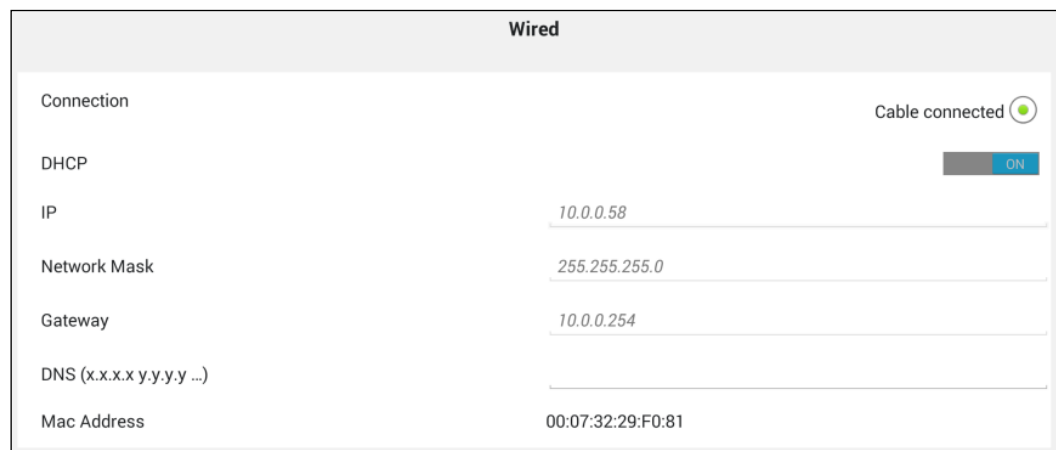 Wired
Connection
Cable connected
DHCP
ON
IP
10.0.0.58
Network Mask
255.255.255.0
Gateway
10.0.0.254
DNS (x.x.x.x y.y.y.y ...)
Mac Address
00:07:32:29:F0:81